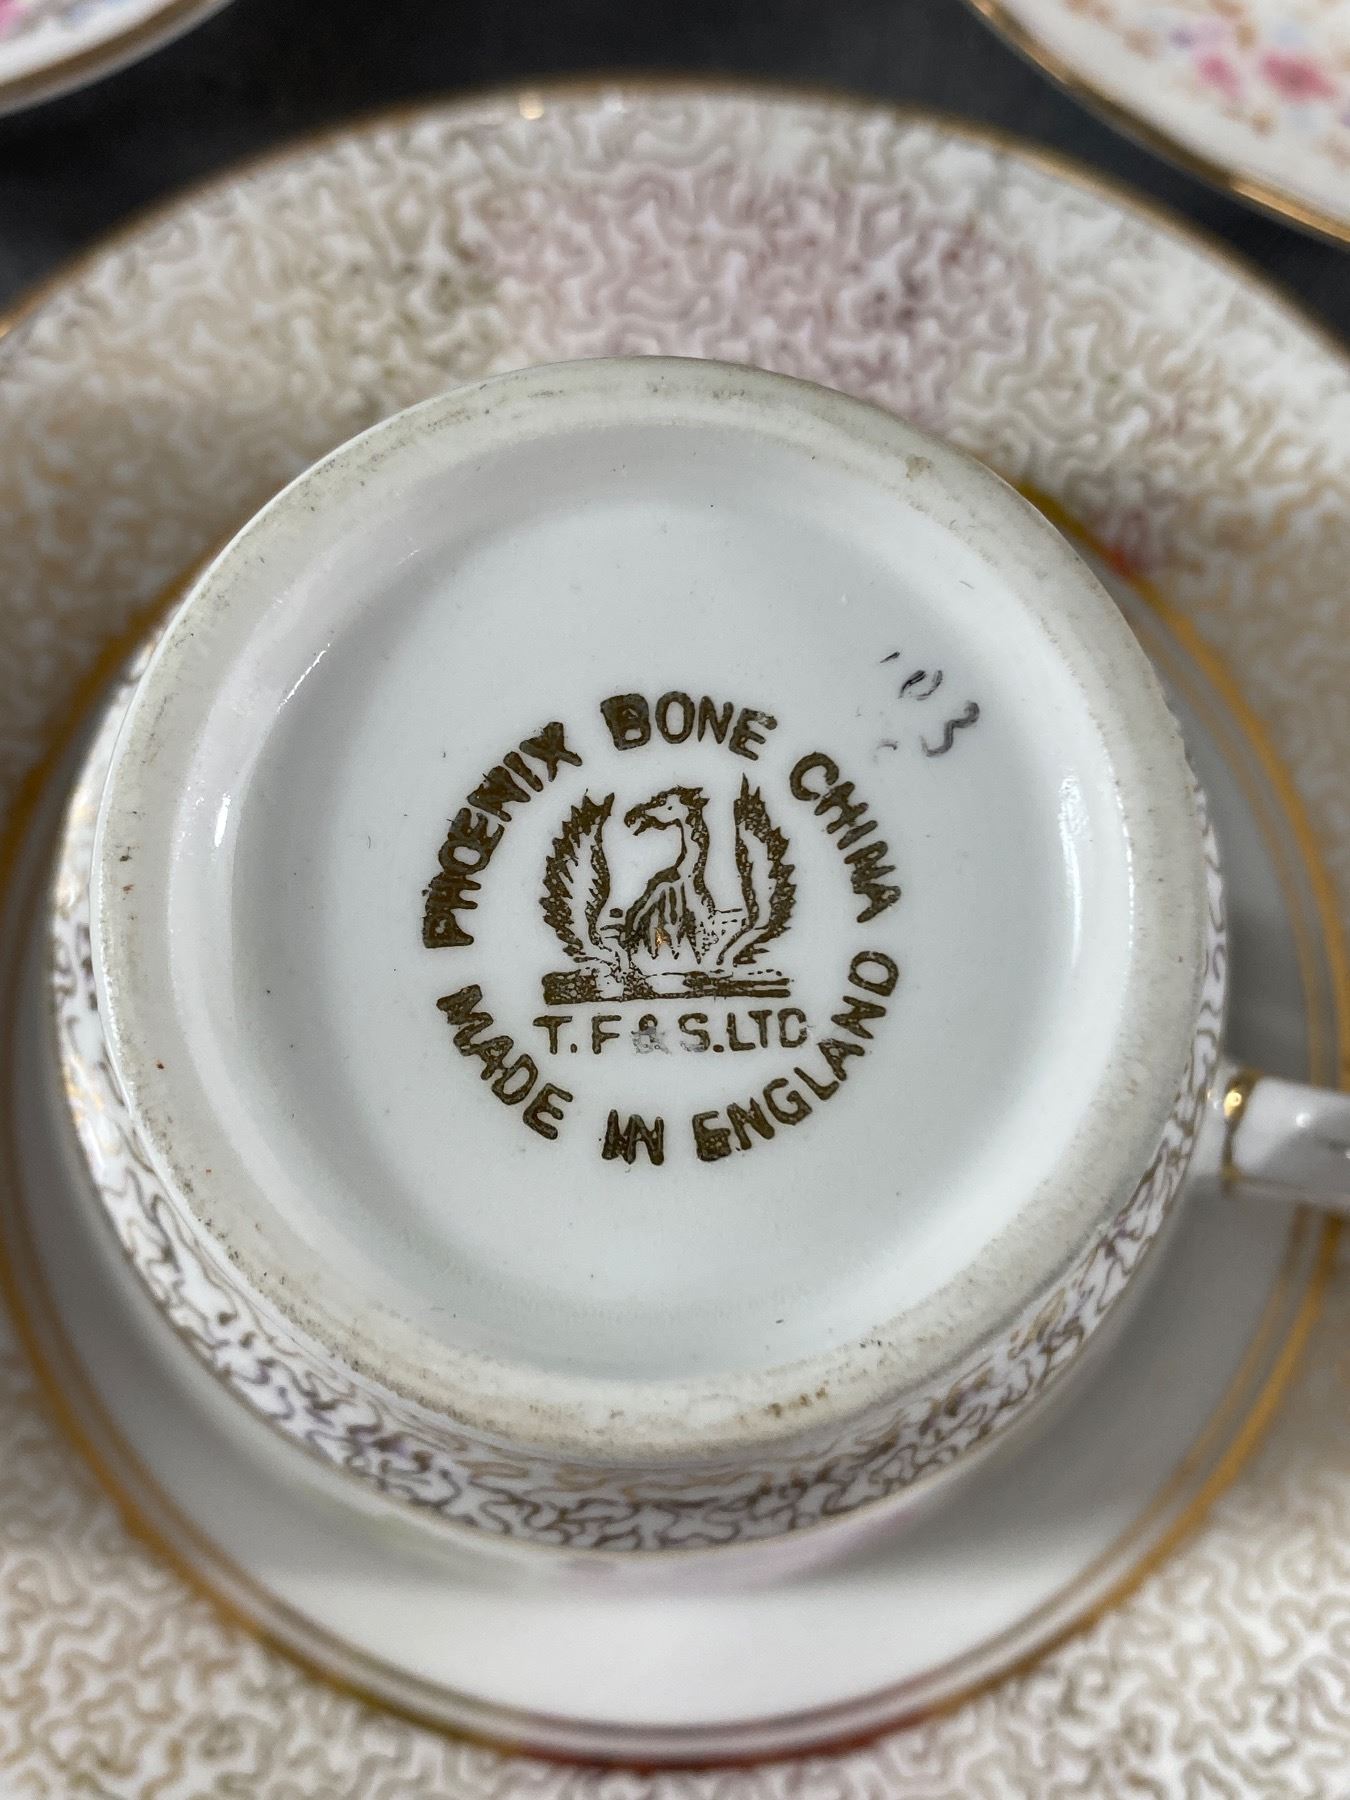 PHOENIX BONE CHINA
T. F & S. LTD
MADE IN ENGLAND